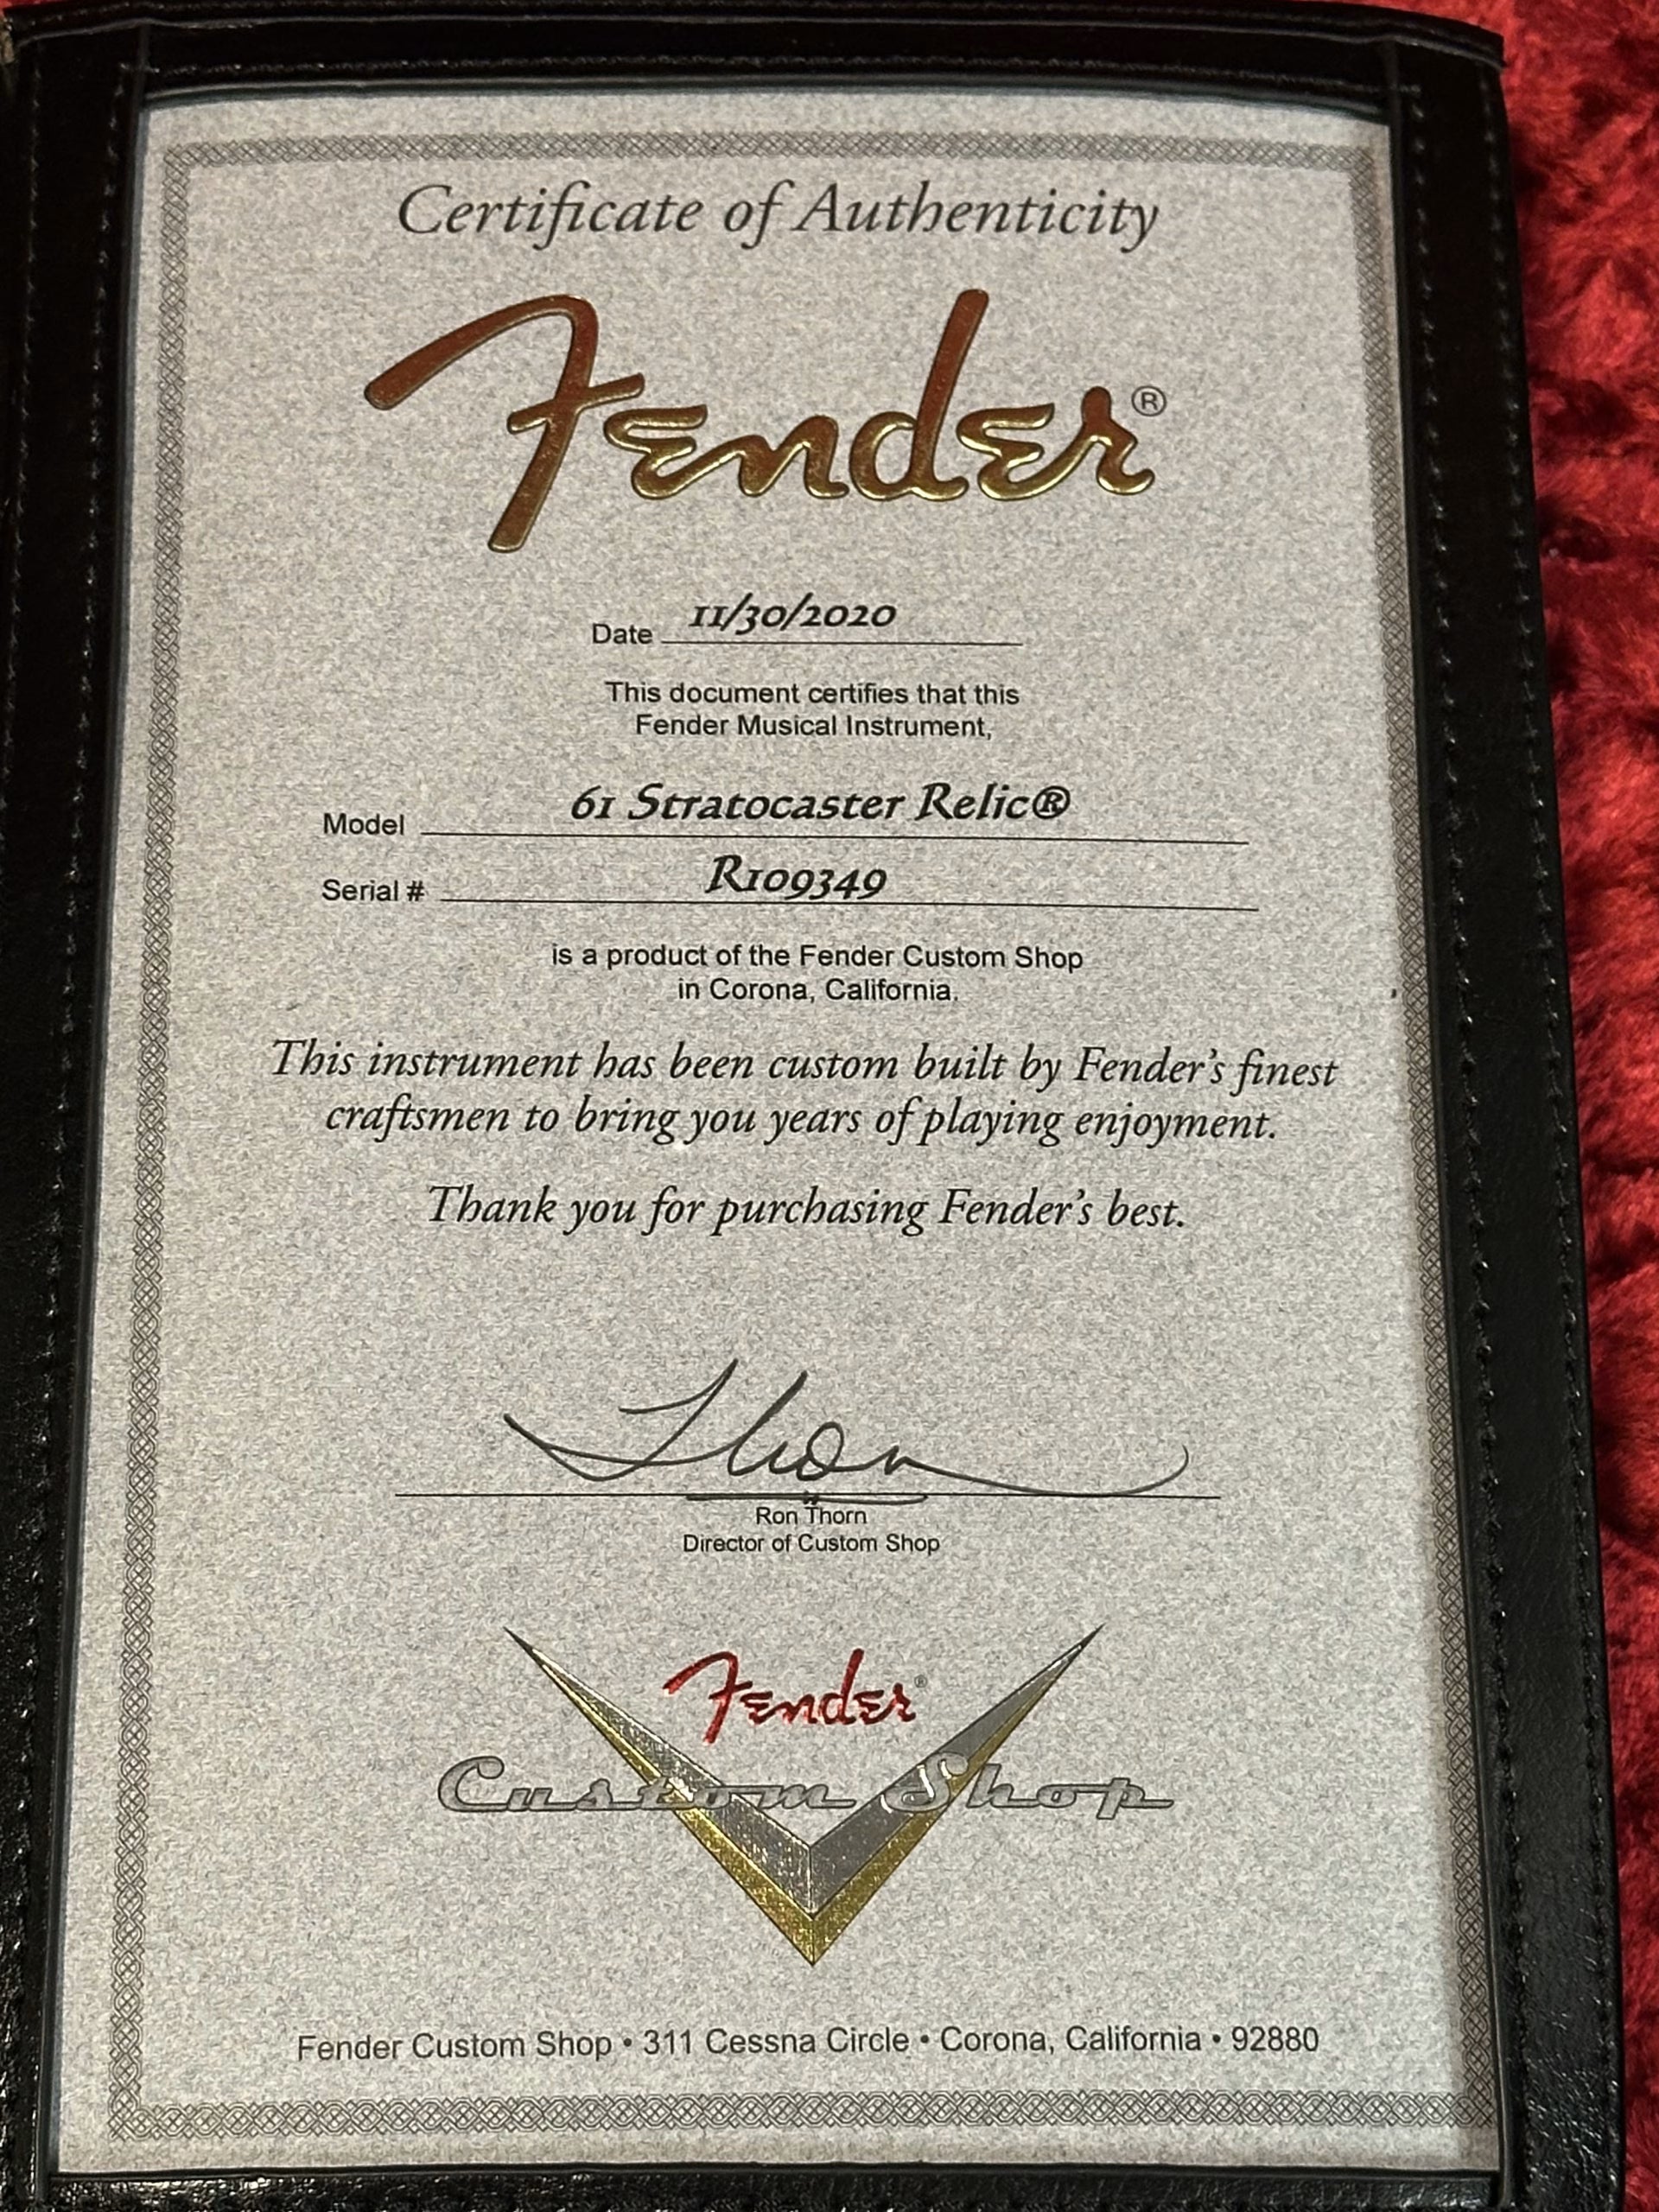 Certificate of Authenticity
Fender®
Date 11/30/2020
This document certifies that this
Fender Musical Instrument,
Model 61 Stratocaster Relic®
Serial # R109349
is a product of the Fender Custom Shop
in Corona, California.
This instrument has been custom built by Fender's finest
craftsmen to bring you years of playing enjoyment.
Thank you for purchasing Fender's best.
Thorn
Ron Thorn
Director of Custom Shop
Fender®
Custom Shop
Fender Custom Shop • 311 Cessna Circle • Corona, California • 92880